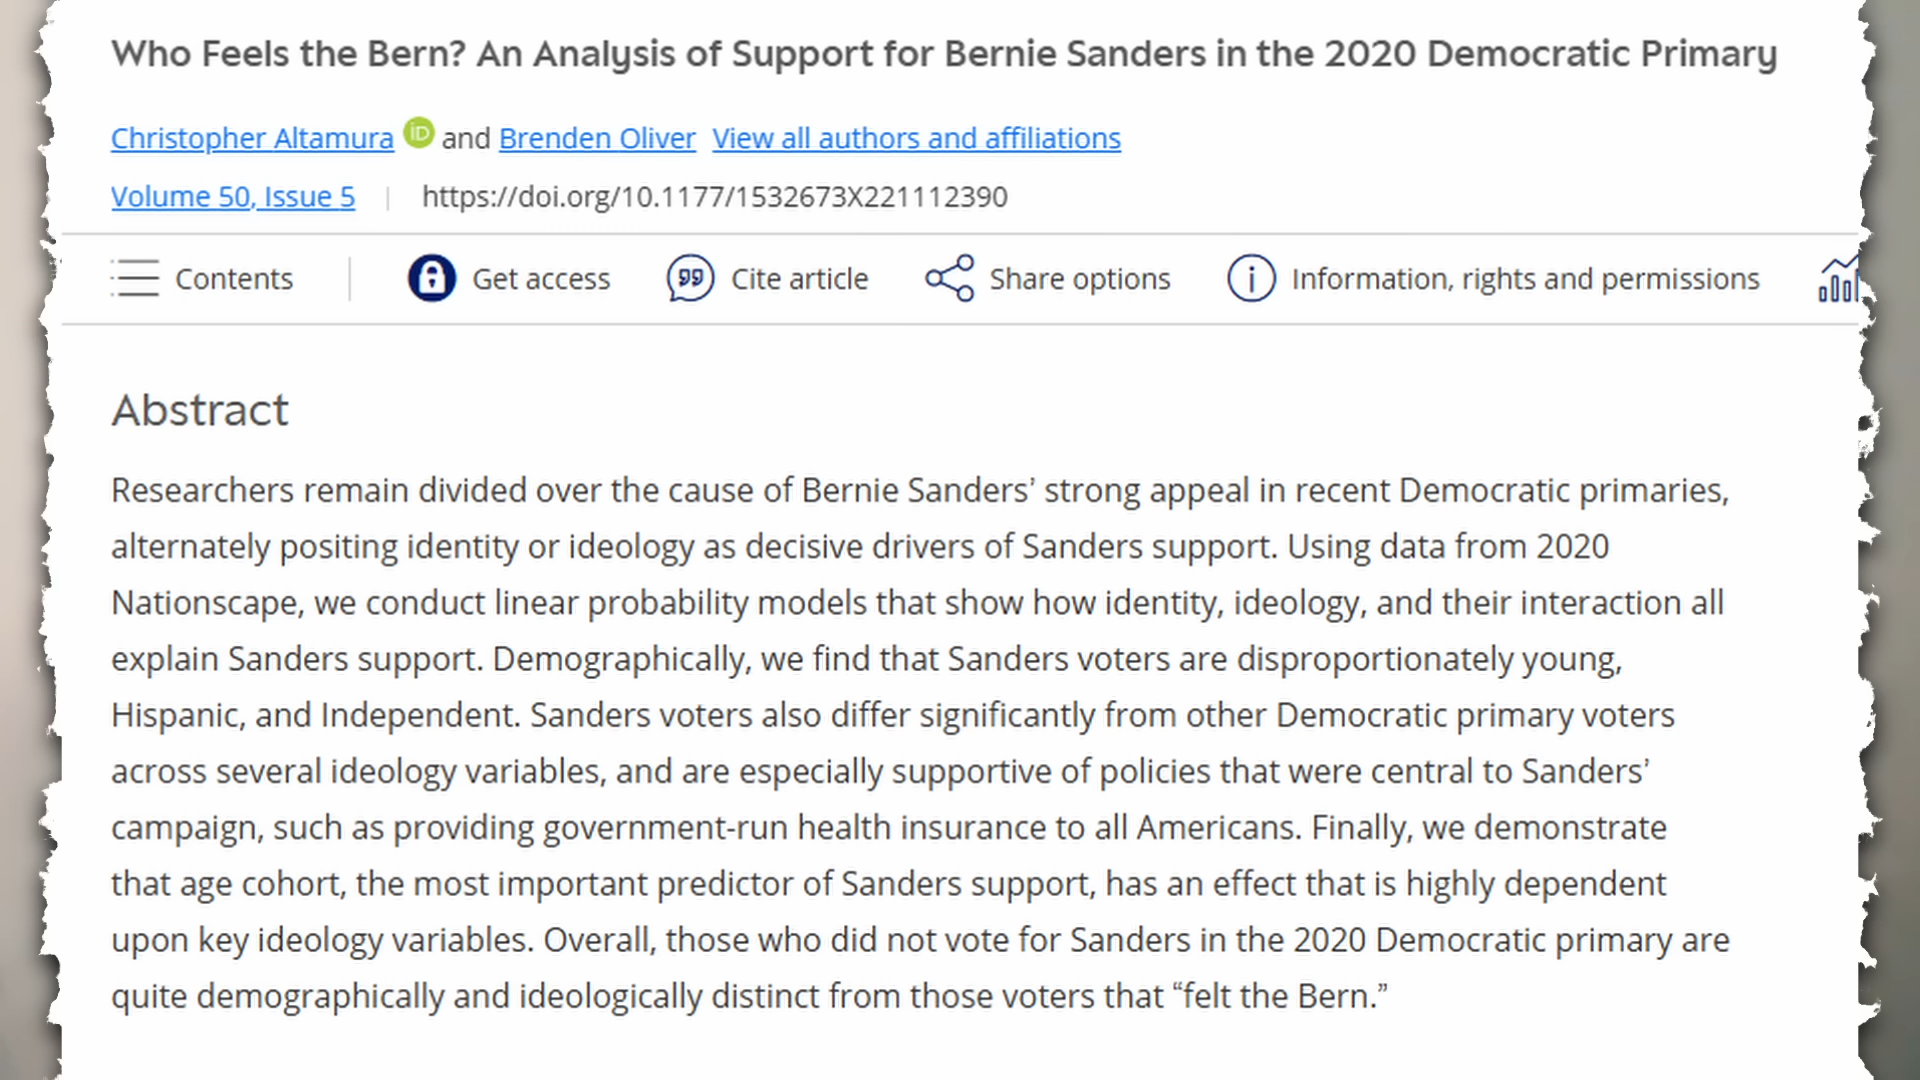 Who Feels the Bern? An Analysis of Support for Bernie Sanders in the 2020 Democratic Primary
Christopher Altamura iD and Brenden Oliver View all authors and affiliations
Volume 50, Issue 5 | https://doi.org/10.1177/1532673X221112390
Contents | Get access Cite article Share options Information, rights and permissions
Abstract
Researchers remain divided over the cause of Bernie Sanders’ strong appeal in recent Democratic primaries,
alternately positing identity or ideology as decisive drivers of Sanders support. Using data from 2020
Nationscape, we conduct linear probability models that show how identity, ideology, and their interaction all
explain Sanders support. Demographically, we find that Sanders voters are disproportionately young,
Hispanic, and Independent. Sanders voters also differ significantly from other Democratic primary voters
across several ideology variables, and are especially supportive of policies that were central to Sanders’
campaign, such as providing government-run health insurance to all Americans. Finally, we demonstrate
that age cohort, the most important predictor of Sanders support, has an effect that is highly dependent
upon key ideology variables. Overall, those who did not vote for Sanders in the 2020 Democratic primary are
quite demographically and ideologically distinct from those voters that “felt the Bern.”